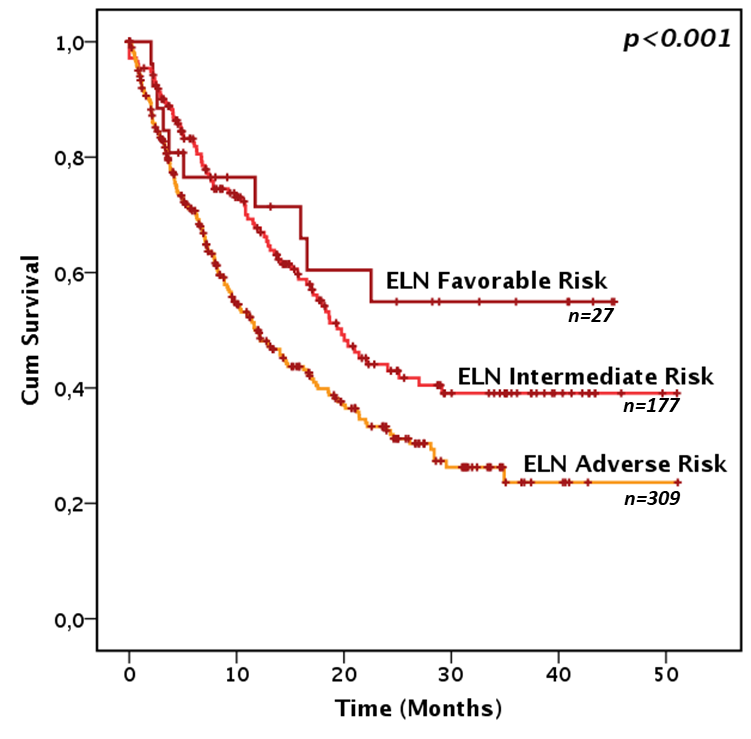 p<0.001
1,0
0,8
0,6
0,4
0,2
0,0
Cum Survival
ELN Favorable Risk
n=27
ELN Intermediate Risk
n=177
ELN Adverse Risk
n=309
0 10 20 30 40 50
Time (Months)